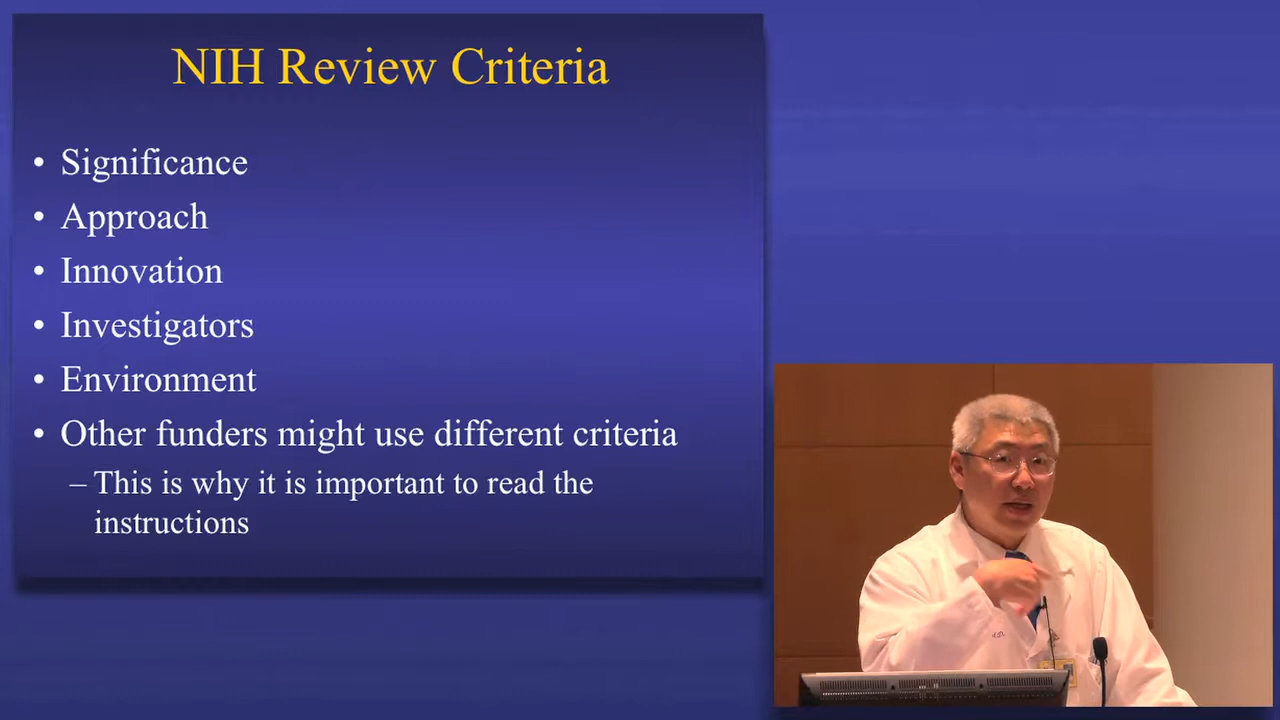 NIH Review Criteria
• Significance
• Approach
• Innovation
• Investigators
• Environment
• Other funders might use different criteria
– This is why it is important to read the
instructions